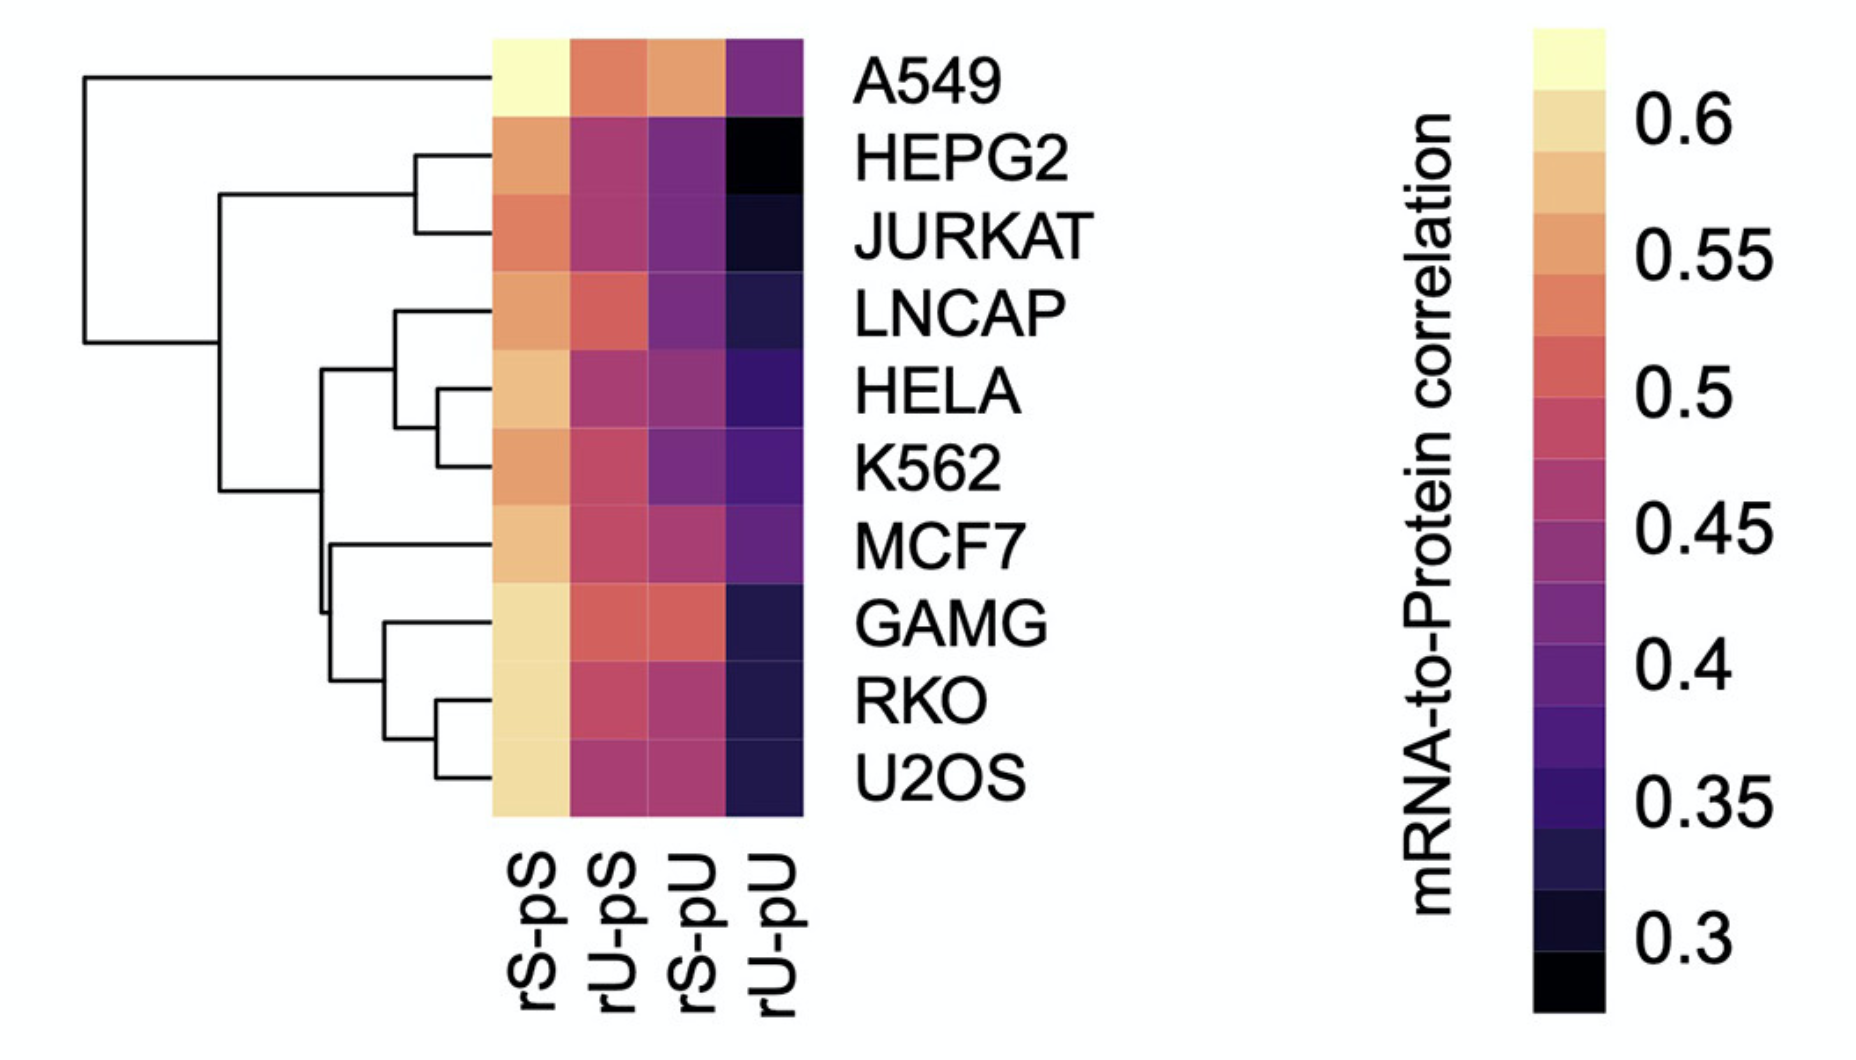 A549
HEPG2
JURKAT
LNCAP
HELA
K562
MCF7
GAMG
RKO
U2OS
rS-pS
rU-pS
rS-pU
rU-pU
mRNA-to-Protein correlation
0.6
0.55
0.5
0.45
0.4
0.35
0.3